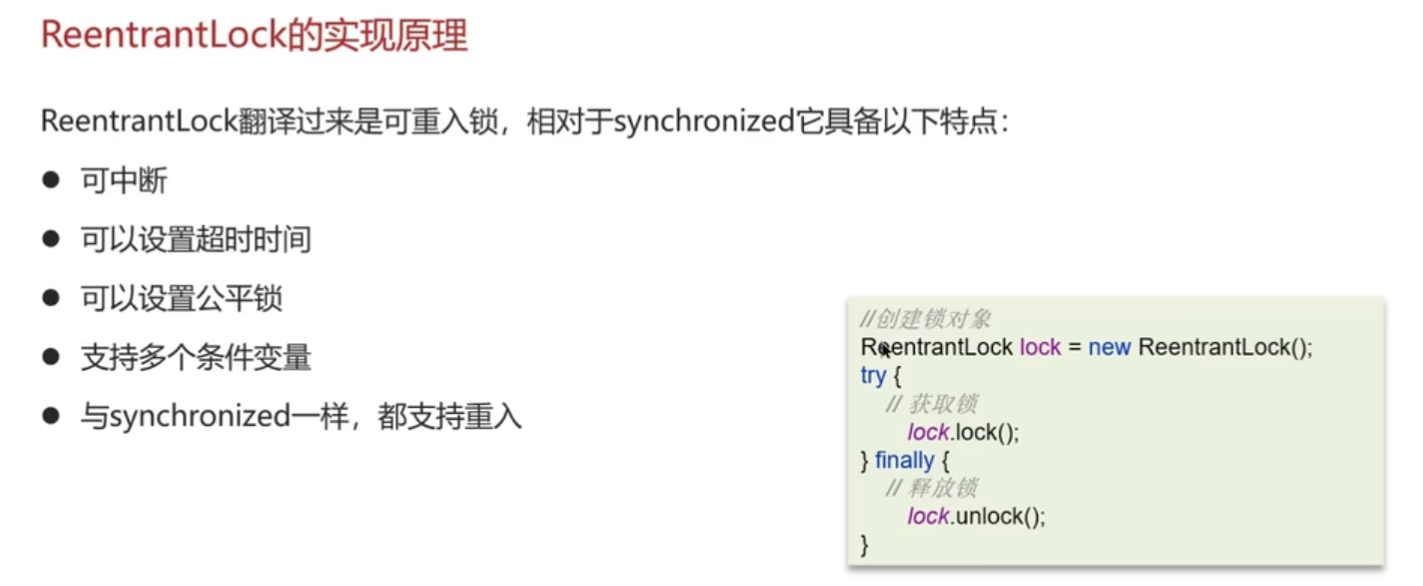 ReentrantLock的实现原理
ReentrantLock翻译过来是可重入锁，相对于synchronized它具备以下特点：
● 可中断
● 可以设置超时时间
● 可以设置公平锁
● 支持多个条件变量
● 与synchronized一样，都支持重入
//创建锁对象
ReentrantLock lock = new ReentrantLock();
try {
// 获取锁
lock.lock();
} finally {
// 释放锁
lock.unlock();
}